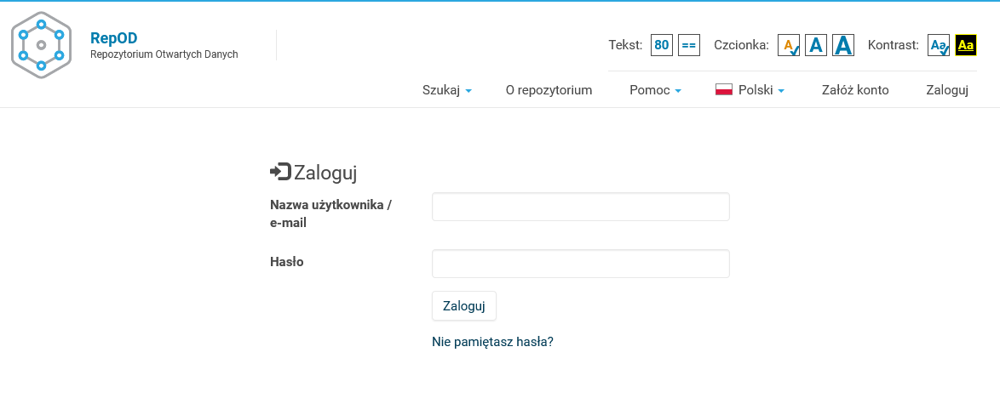 RepOD
Repozytorium Otwartych Danych
Tekst: 80 == Czcionka: A A A Kontrast: Aa Aa
Szukaj O repozytorium Pomoc Polski Załóż konto Zaloguj
Zaloguj
Nazwa użytkownika /
e-mail
Hasło
Zaloguj
Nie pamiętasz hasła?